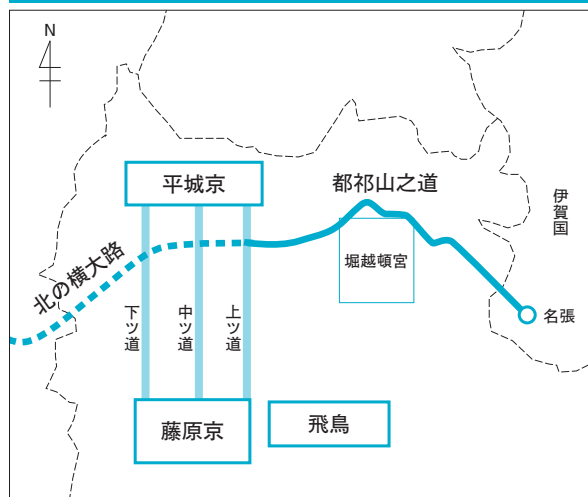 N
平城京
都祁山之道
伊賀国
堀越頓宮
北の横大路
下ツ道
中ツ道
上ツ道
名張
藤原京
飛鳥